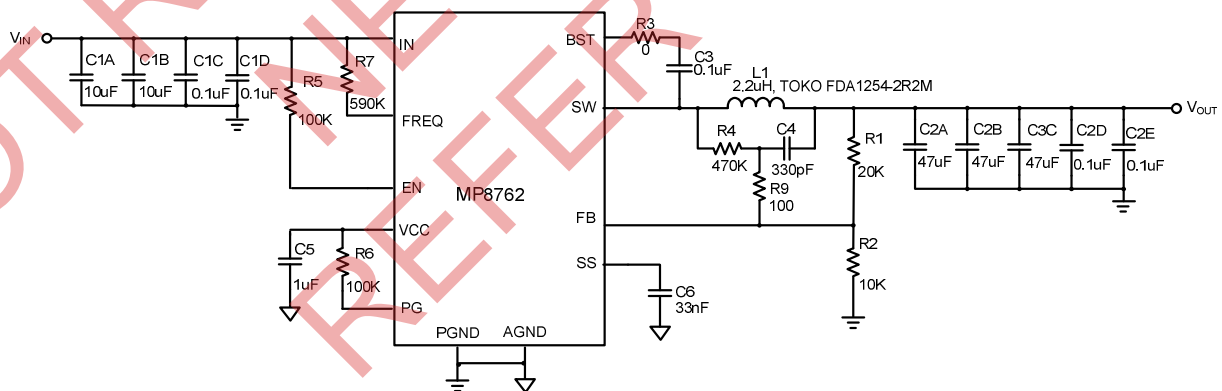 VIN
C1A
C1B
C1C
C1D
10uF
10uF
0.1uF
0.1uF
R5
100K
R7
590K
IN
FREQ
EN
VCC
PG
PGND
AGND
MP8762
BST
SW
FB
SS
C5
1uF
R6
100K
R3
0
C3
0.1uF
L1
2.2uH, TOKO FDA1254-2R2M
R4
470K
C4
330pF
R9
100
R1
20K
R2
10K
C6
33nF
C2A
C2B
C3C
C2D
C2E
47uF
47uF
47uF
0.1uF
0.1uF
VOUT